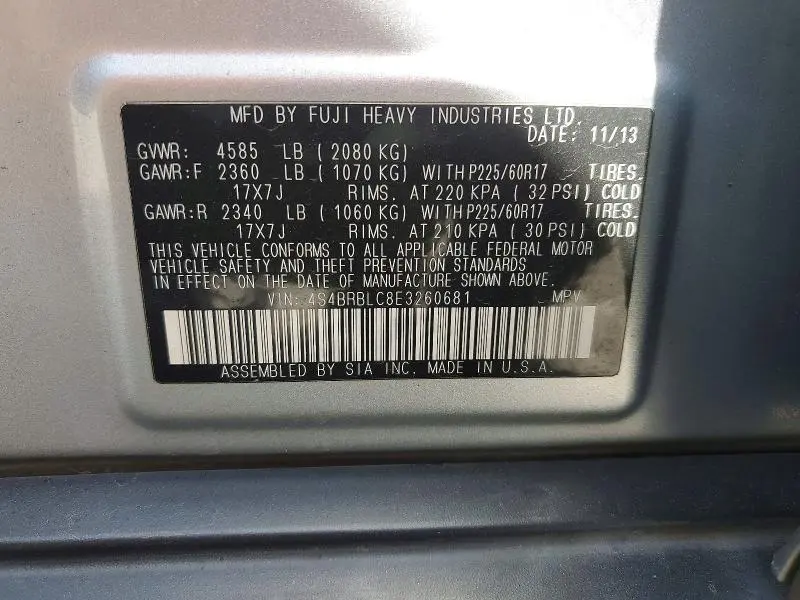 MFD BY FUJI HEAVY INDUSTRIES LTD.
DATE: 11/13
GVWR: 4585 LB ( 2080 KG)
GAWR:F 2360 LB ( 1070 KG) WITH P225/60R17 TIRES.
17X7J RIMS. AT 220 KPA ( 32 PSI) COLD
GAWR:R 2340 LB ( 1060 KG) WITH P225/60R17 TIRES.
17X7J RIMS. AT 210 KPA ( 30 PSI) COLD
THIS VEHICLE CONFORMS TO ALL APPLICABLE FEDERAL MOTOR
VEHICLE SAFETY AND THEFT PREVENTION STANDARDS
IN EFFECT ON THE DATE OF MANUFACTURE SHOWN ABOVE.
VIN: 4S4BRBLC8E3260681 MPV
ASSEMBLED BY SIA INC. MADE IN U.S.A.